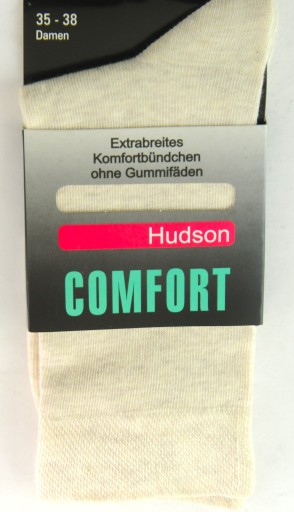 35 - 38
Damen
Extrabreites
Komfortbündchen
ohne Gummifäden
Hudson
COMFORT